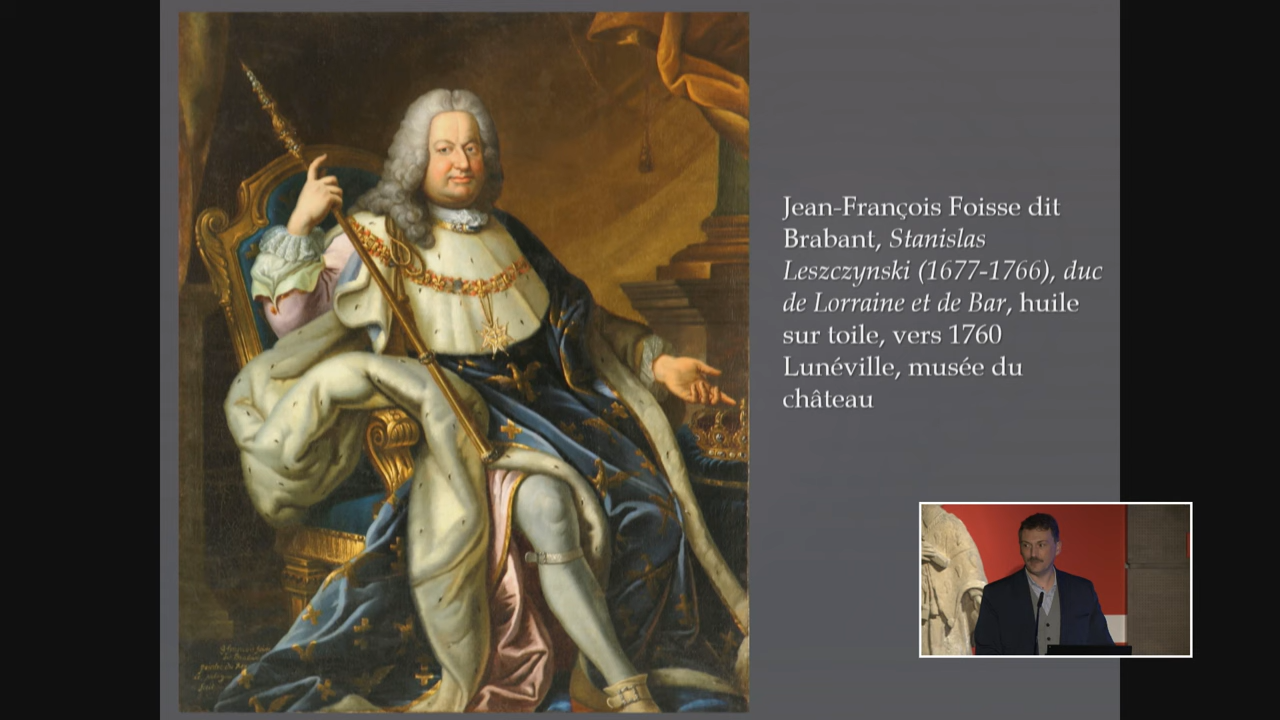 Jean-François Foisse dit
Brabant, Stanislas
Leszczynski (1677-1766), duc
de Lorraine et de Bar, huile
sur toile, vers 1760
Lunéville, musée du
château